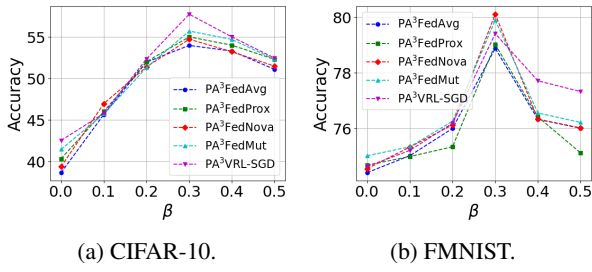 Accuracy
55
50
45
40
0.0 0.1 0.2 0.3 0.4 0.5
β
PA³FedAvg
PA³FedProx
PA³FedNova
PA³FedMut
PA³VRL-SGD
(a) CIFAR-10.
Accuracy
80
78
76
0.0 0.1 0.2 0.3 0.4 0.5
β
PA³FedAvg
PA³FedProx
PA³FedNova
PA³FedMut
PA³VRL-SGD
(b) FMNIST.